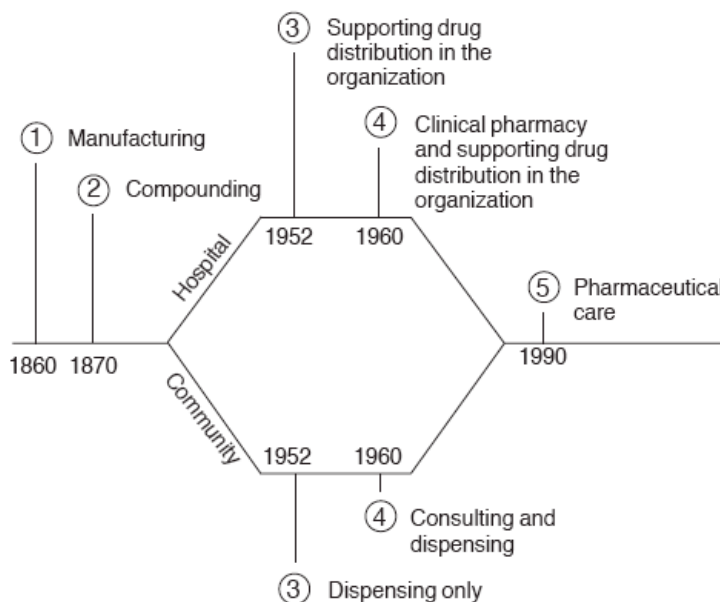 ③ Supporting drug
distribution in the
organization
① Manufacturing
④ Clinical pharmacy
and supporting drug
distribution in the
organization
② Compounding
1952 1960
Hospital
⑤ Pharmaceutical
care
1860 1870
1990
Community
1952 1960
④ Consulting and
dispensing
③ Dispensing only